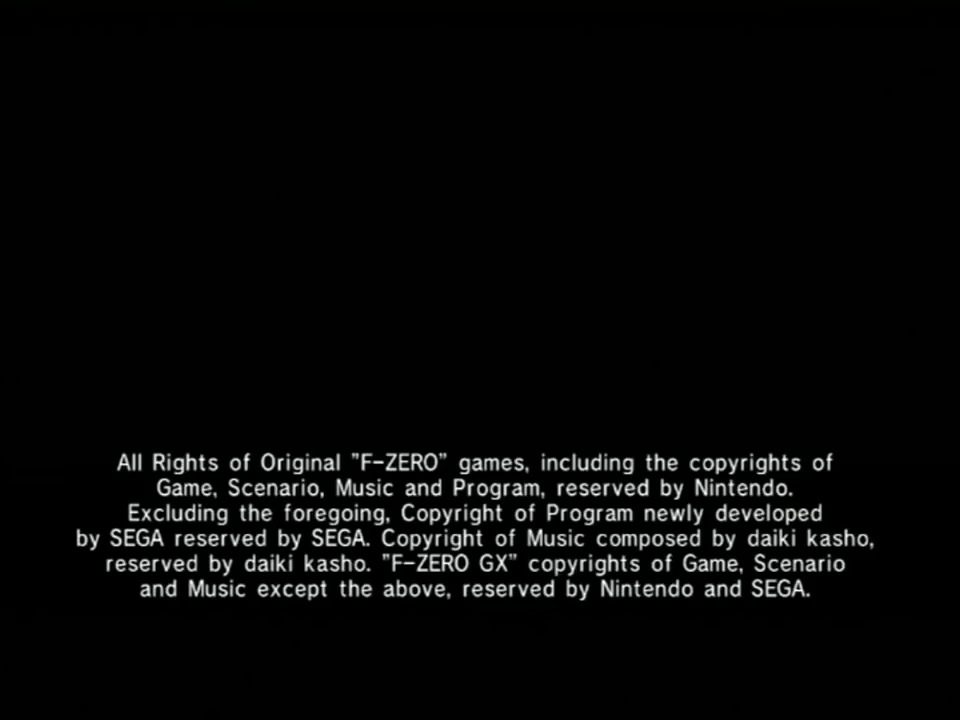 All Rights of Original "F-ZERO" games, including the copyrights of
Game, Scenario, Music and Program, reserved by Nintendo.
Excluding the foregoing, Copyright of Program newly developed
by SEGA reserved by SEGA. Copyright of Music composed by daiki kasho,
reserved by daiki kasho. "F-ZERO GX" copyrights of Game, Scenario
and Music except the above, reserved by Nintendo and SEGA.